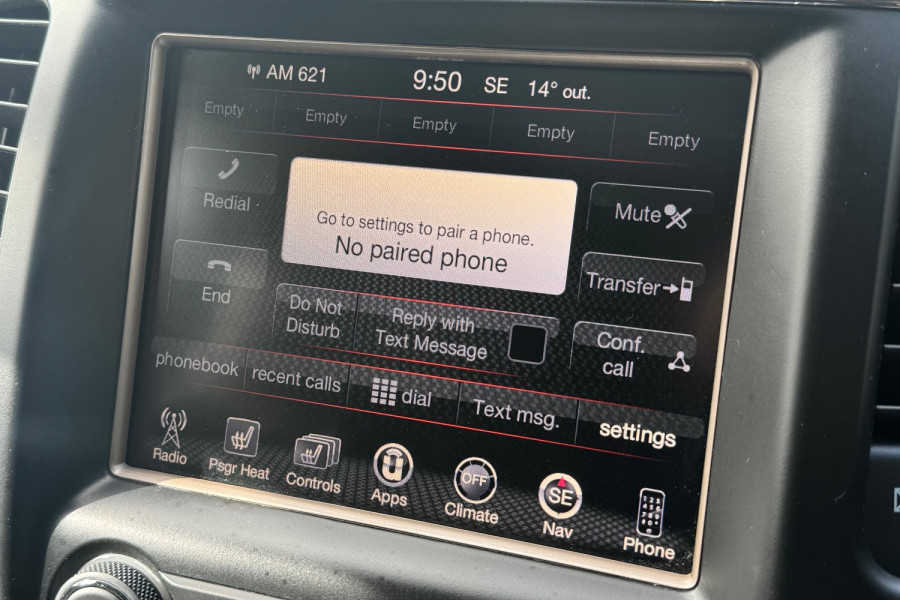 AM 621 9:50 SE 14° out.
Empty Empty Empty Empty Empty
Redial
Go to settings to pair a phone.
No paired phone
Mute
End
Transfer
Do Not
Disturb
Reply with
Text Message
Conf.
call
phonebook recent calls dial Text msg. settings
Radio Psgr Heat Controls Apps OFF Climate SE Nav Phone